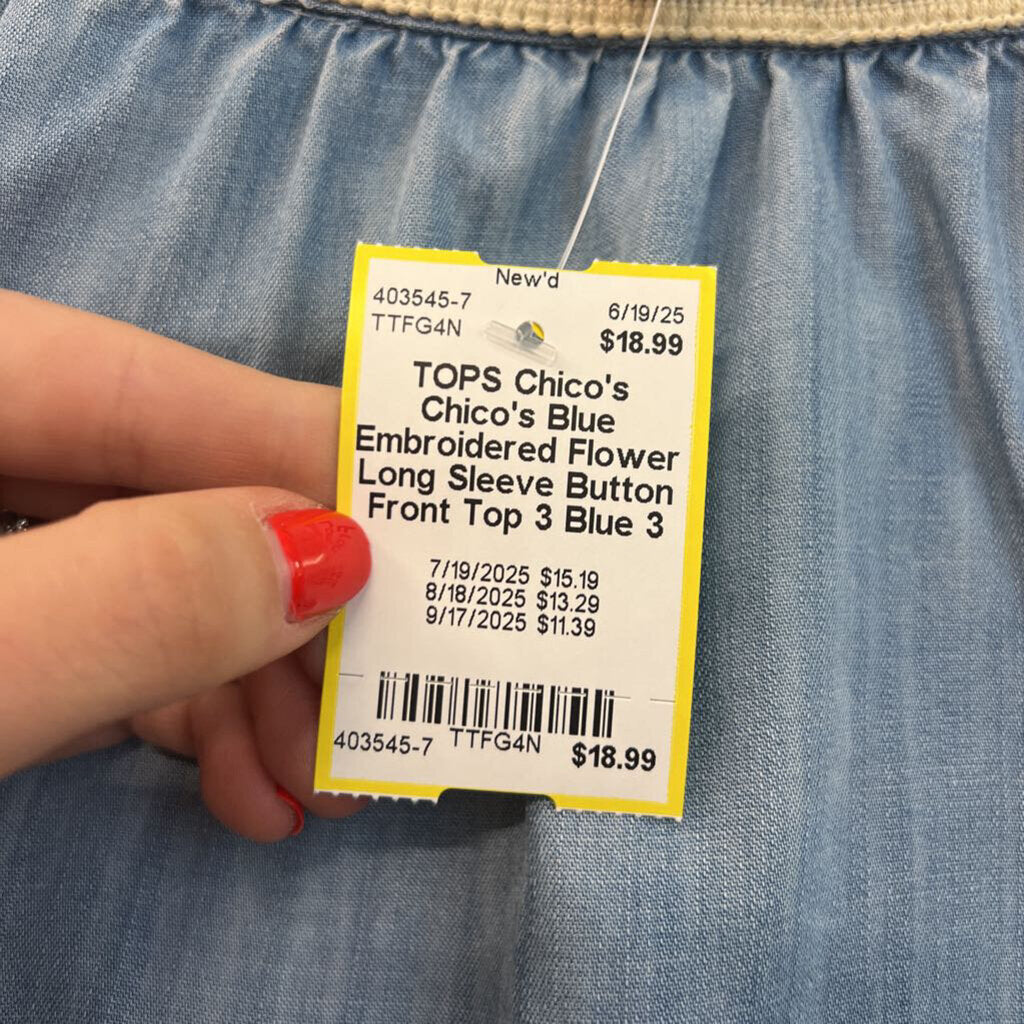 New'd
403545-7 6/19/25
TTFG4N $18.99
TOPS Chico's
Chico's Blue
Embroidered Flower
Long Sleeve Button
Front Top 3 Blue 3
7/19/2025 $15.19
8/18/2025 $13.29
9/17/2025 $11.39
403545-7 TTFG4N $18.99